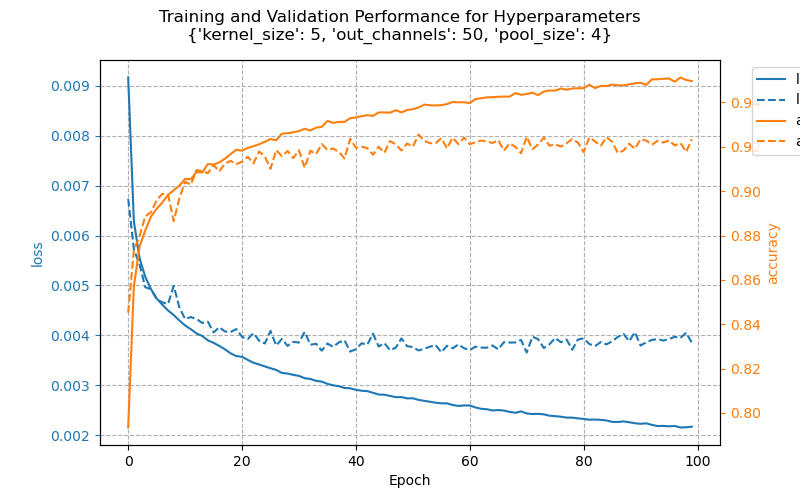 Training and Validation Performance for Hyperparameters
{'kernel_size': 5, 'out_channels': 50, 'pool_size': 4}
0.009
0.008
0.007
0.006
0.005
0.004
0.003
0.002
loss
0.90
0.88
0.86
0.84
0.82
0.80
accuracy
0 20 40 60 80 100
Epoch